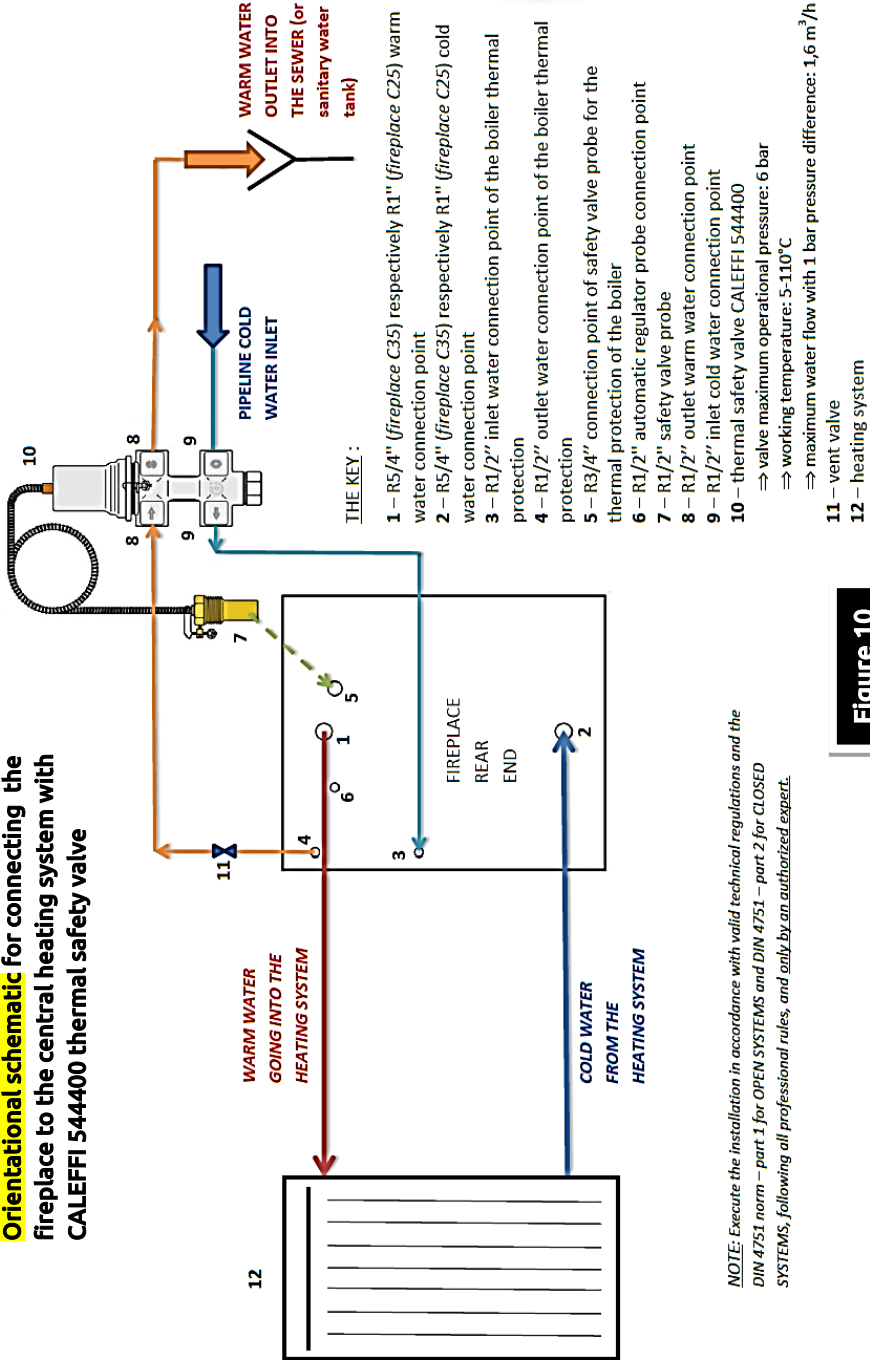 Orientational schematic for connecting the
fireplace to the central heating system with
CALEFFI 544400 thermal safety valve
12
WARM WATER
GOING INTO THE
HEATING SYSTEM
COLD WATER
FROM THE
HEATING SYSTEM
11
4
3
6
1
5
2
FIREPLACE
REAR
END
7
8
9
10
8
9
PIPELINE COLD
WATER INLET
WARM WATER
OUTLET INTO
THE SEWER (or
sanitary water
tank)
THE KEY :
1 – R5/4" (fireplace C35) respectively R1" (fireplace C25) warm
water connection point
2 – R5/4" (fireplace C35) respectively R1" (fireplace C25) cold
water connection point
3 – R1/2″ inlet water connection point of the boiler thermal
protection
4 – R1/2″ outlet water connection point of the boiler thermal
protection
5 – R3/4″ connection point of safety valve probe for the
thermal protection of the boiler
6 – R1/2" automatic regulator probe connection point
7 – R1/2" safety valve probe
8 – R1/2″ outlet warm water connection point
9 – R1/2″ inlet cold water connection point
10 – thermal safety valve CALEFFI 544400
⇒ valve maximum operational pressure: 6 bar
⇒ working temperature: 5-110°C
⇒ maximum water flow with 1 bar pressure difference: 1,6 m³/h
11 – vent valve
12 – heating system
NOTE: Execute the installation in accordance with valid technical regulations and the
DIN 4751 norm – part 1 for OPEN SYSTEMS and DIN 4751 – part 2 for CLOSED
SYSTEMS, following all professional rules, and only by an authorized expert.
Figure 10